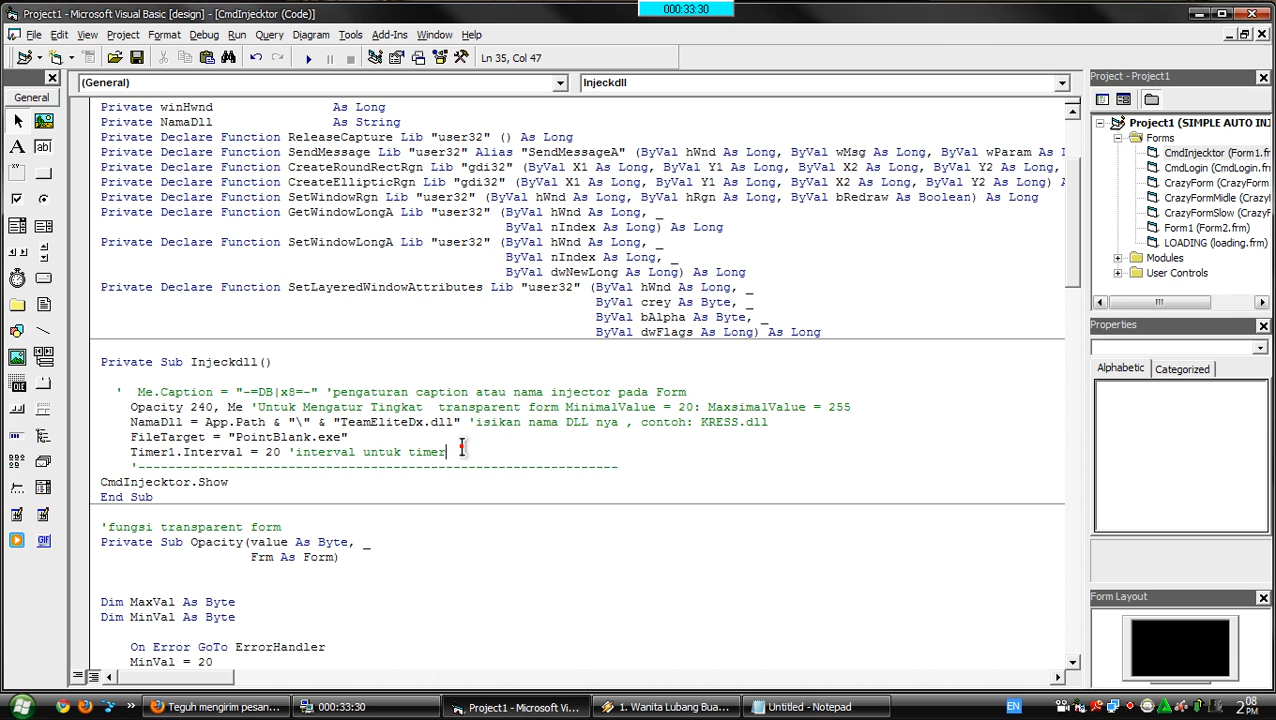 Project1 - Microsoft Visual Basic [design] - [CmdInjecktor (Code)]
000:33:30
File Edit View Project Format Debug Run Query Diagram Tools Add-Ins Window Help
Ln 35, Col 47
General
(General)
Injeckdll
Private winHwnd As Long
Private NamaDll As String
Private Declare Function ReleaseCapture Lib "user32" () As Long
Private Declare Function SendMessage Lib "user32" Alias "SendMessageA" (ByVal hWnd As Long, ByVal wMsg As Long, ByVal wParam As L
Private Declare Function CreateRoundRectRgn Lib "gdi32" (ByVal X1 As Long, ByVal Y1 As Long, ByVal X2 As Long, ByVal Y2 As Long,
Private Declare Function CreateEllipticRgn Lib "gdi32" (ByVal X1 As Long, ByVal Y1 As Long, ByVal X2 As Long, ByVal Y2 As Long) A
Private Declare Function SetWindowRgn Lib "user32" (ByVal hWnd As Long, ByVal hRgn As Long, ByVal bRedraw As Boolean) As Long
Private Declare Function GetWindowLongA Lib "user32" (ByVal hWnd As Long, _
ByVal nIndex As Long) As Long
Private Declare Function SetWindowLongA Lib "user32" (ByVal hWnd As Long, _
ByVal nIndex As Long, _
ByVal dwNewLong As Long) As Long
Private Declare Function SetLayeredWindowAttributes Lib "user32" (ByVal hWnd As Long, _
ByVal crey As Byte, _
ByVal bAlpha As Byte, _
ByVal dwFlags As Long) As Long
Private Sub Injeckdll()
' Me.Caption = "-=DB|x8=-" 'pengaturan caption atau nama injector pada Form
Opacity 240, Me 'Untuk Mengatur Tingkat transparent form MinimalValue = 20: MaxsimalValue = 255
NamaDll = App.Path & "\" & "TeamEliteDx.dll" 'isikan nama DLL nya , contoh: KRESS.dll
FileTarget = "PointBlank.exe"
Timer1.Interval = 20 'interval untuk timer
'----------------------------------------------------------------
CmdInjecktor.Show
End Sub
'fungsi transparent form
Private Sub Opacity(value As Byte, _
Frm As Form)
Dim MaxVal As Byte
Dim MinVal As Byte
On Error GoTo ErrorHandler
MinVal = 20
Project - Project1
Project1 (SIMPLE AUTO INJ
Forms
CmdInjecktor (Form1.fr
CmdLogin (CmdLogin.frr
CrazyForm (CrazyForm
CrazyFormMidle (Crazy
CrazyFormSlow (Crazyf
Form1 (Form2.frm)
LOADING (loading.frm)
Modules
User Controls
Properties
Alphabetic Categorized
Form Layout
Teguh mengirim pesan...
000:33:30
Project1 - Microsoft Vi...
1. Wanita Lubang Bua...
Untitled - Notepad
EN
2:08 PM